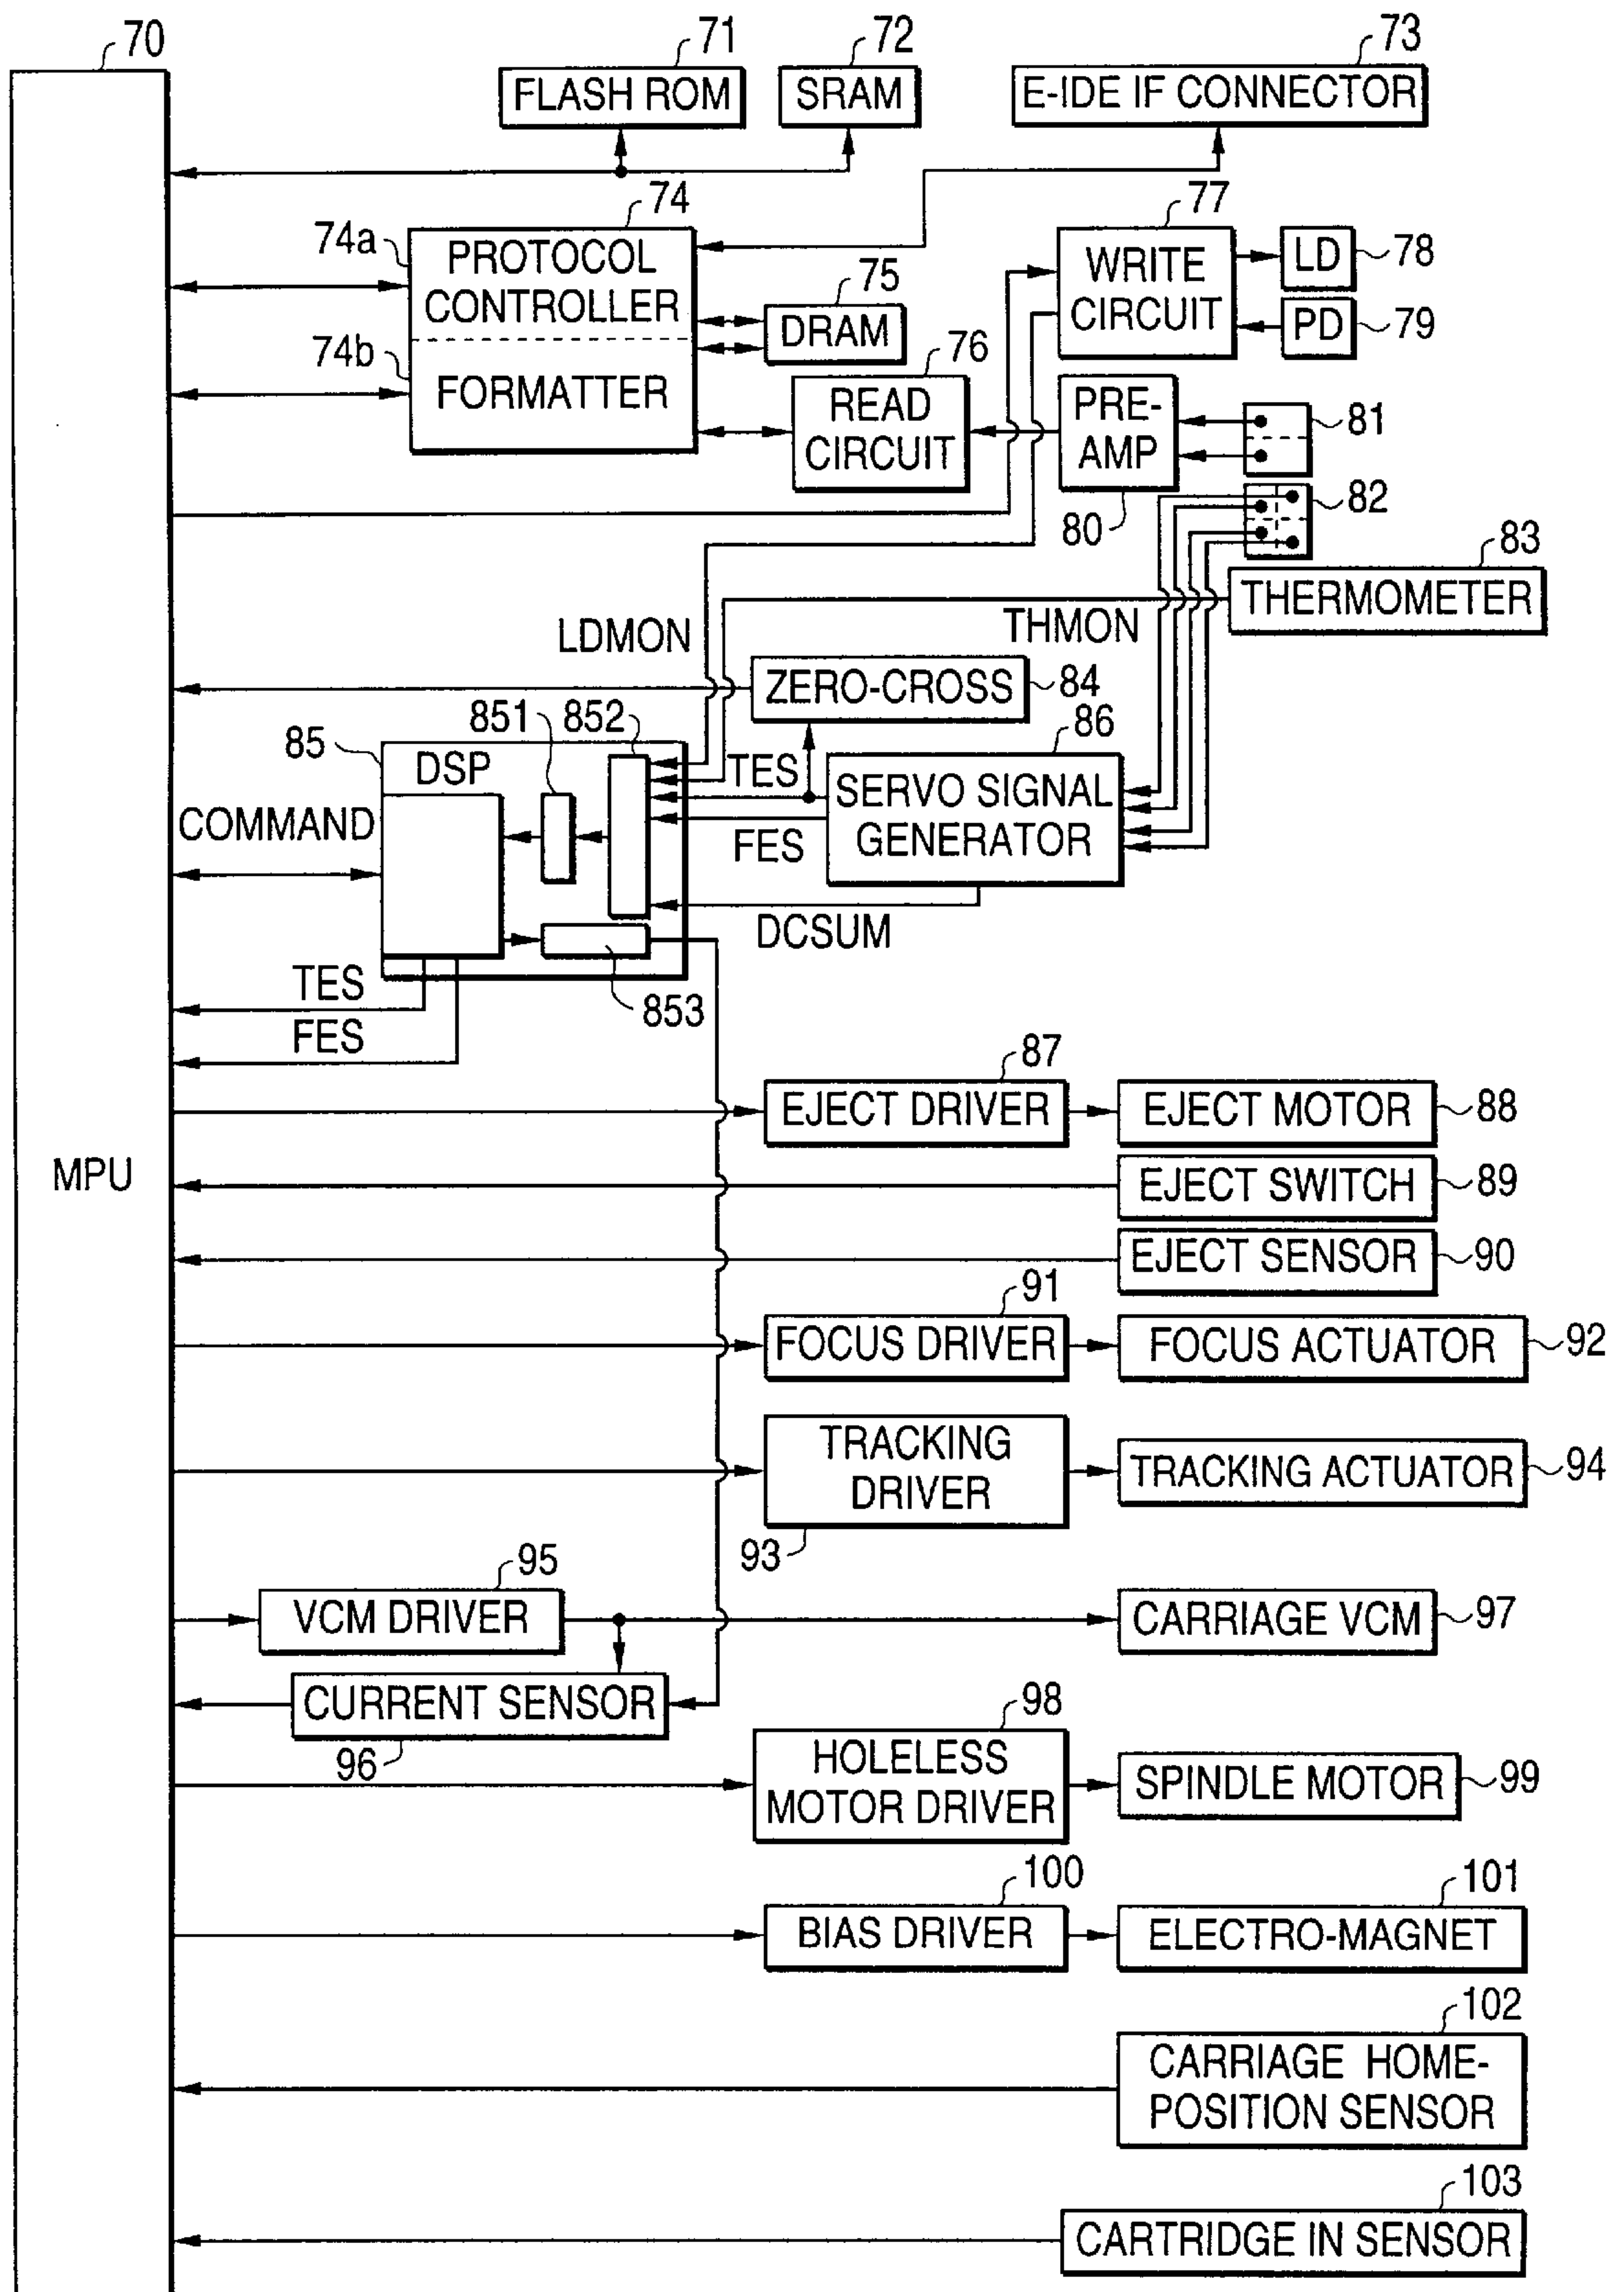 70
71
72
73
FLASH ROM
SRAM
E-IDE IF CONNECTOR
74
77
74a
PROTOCOL
CONTROLLER
WRITE
CIRCUIT
LD
78
75
DRAM
PD
79
74b
FORMATTER
76
READ
CIRCUIT
PRE-
AMP
81
80
82
83
THERMOMETER
LDMON
THMON
ZERO-CROSS
84
851
852
86
85
DSP
TES
SERVO SIGNAL
GENERATOR
COMMAND
FES
DCSUM
TES
853
FES
87
EJECT DRIVER
EJECT MOTOR
88
MPU
EJECT SWITCH
89
EJECT SENSOR
90
91
FOCUS DRIVER
FOCUS ACTUATOR
92
TRACKING
DRIVER
TRACKING ACTUATOR
94
93
95
VCM DRIVER
CARRIAGE VCM
97
CURRENT SENSOR
96
98
HOLELESS
MOTOR DRIVER
SPINDLE MOTOR
99
100
101
BIAS DRIVER
ELECTRO-MAGNET
102
CARRIAGE HOME-
POSITION SENSOR
103
CARTRIDGE IN SENSOR